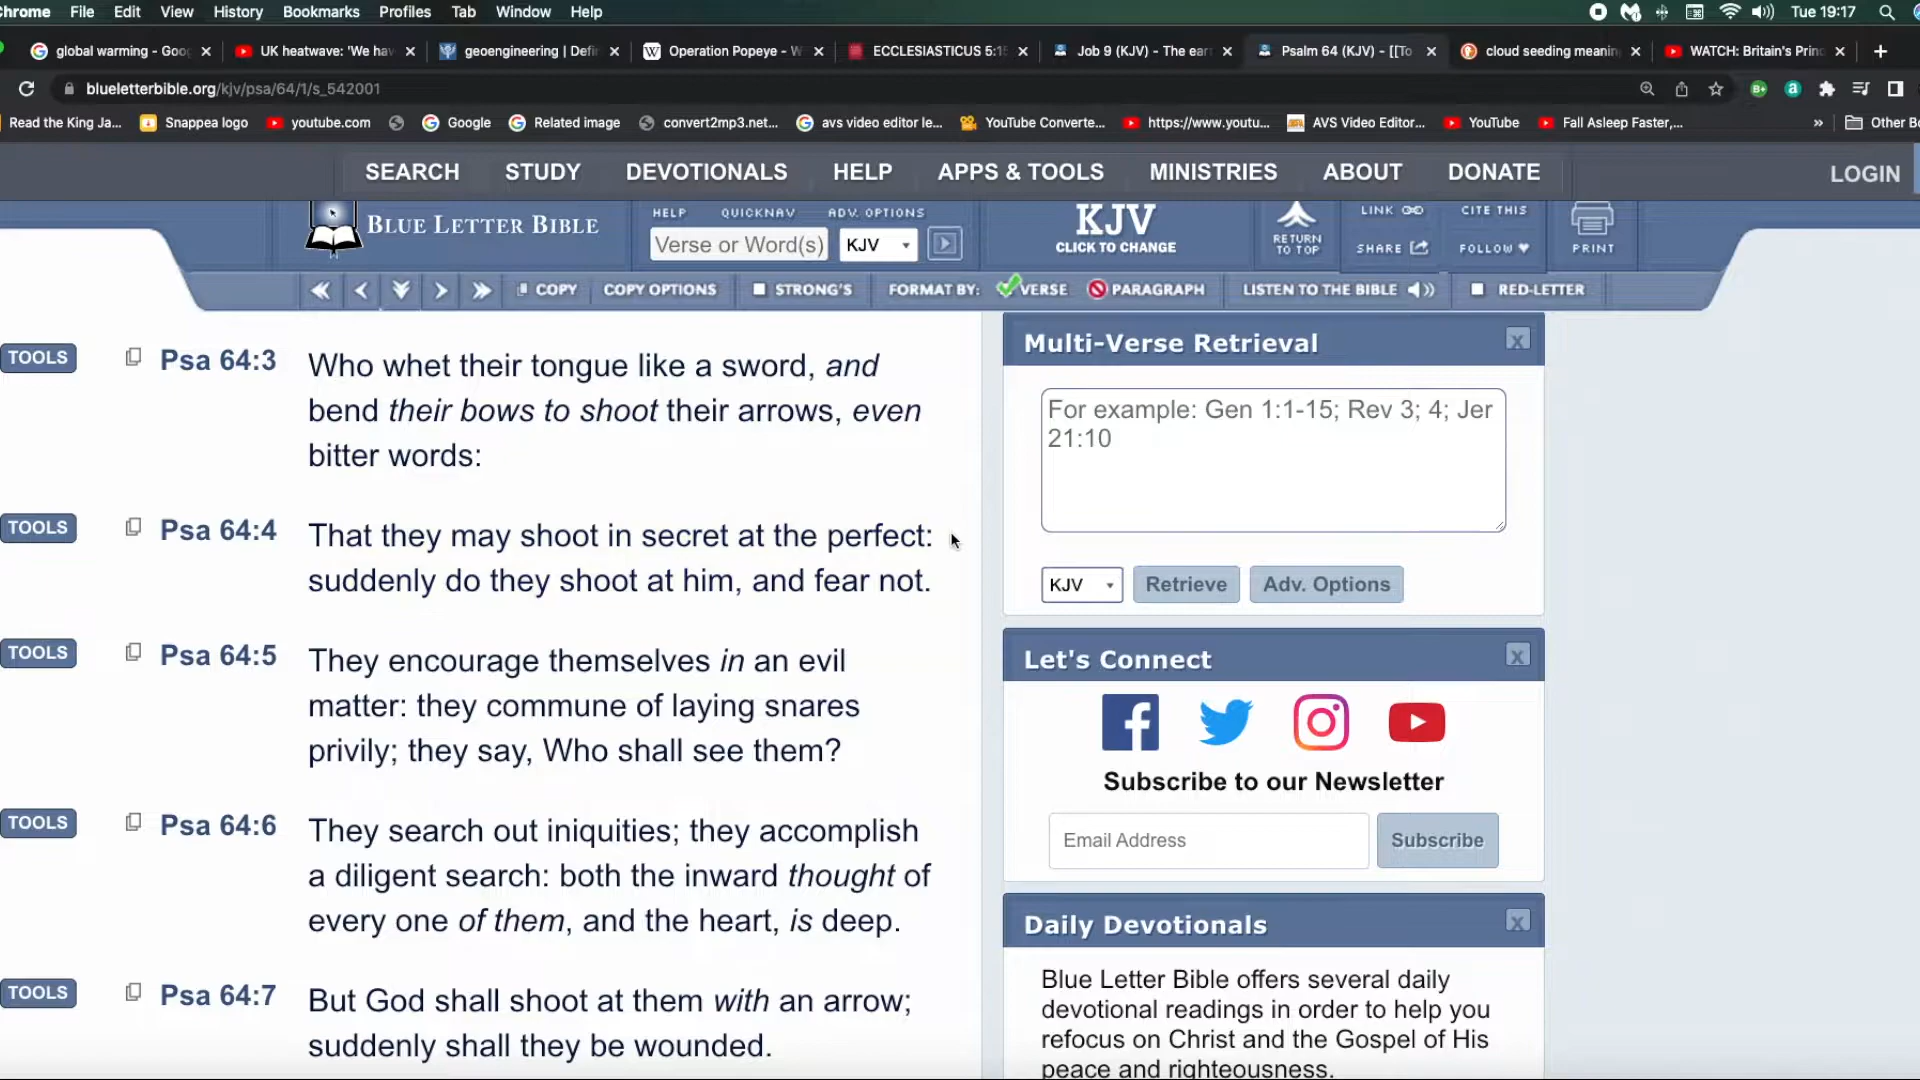 Chrome File Edit View History Bookmarks Profiles Tab Window Help Tue 19:17
global warming - Goo × UK heatwave: 'We hav × geoengineering | Defi × Operation Popeye - W × ECCLESIASTICUS 5:1 × Job 9 (KJV) - The ear × Psalm 64 (KJV) - [[To × cloud seeding meanin × WATCH: Britain's Prin × +
blueletterbible.org/kjv/psa/64/1/s_542001
Read the King Ja... Snappea logo youtube.com Google Related image convert2mp3.net... avs video editor le... YouTube Converte... https://www.youtu... AVS Video Editor... YouTube Fall Asleep Faster,... » Other Bo
SEARCH STUDY DEVOTIONALS HELP APPS & TOOLS MINISTRIES ABOUT DONATE LOGIN
BLUE LETTER BIBLE
HELP QUICKNAV ADV. OPTIONS
Verse or Word(s) KJV
KJV
CLICK TO CHANGE
RETURN
TO TOP
LINK CITE THIS
SHARE FOLLOW
PRINT
COPY COPY OPTIONS STRONG'S FORMAT BY: VERSE PARAGRAPH LISTEN TO THE BIBLE RED-LETTER
TOOLS Psa 64:3 Who whet their tongue like a sword, and
bend their bows to shoot their arrows, even
bitter words:
TOOLS Psa 64:4 That they may shoot in secret at the perfect:
suddenly do they shoot at him, and fear not.
TOOLS Psa 64:5 They encourage themselves in an evil
matter: they commune of laying snares
privily; they say, Who shall see them?
TOOLS Psa 64:6 They search out iniquities; they accomplish
a diligent search: both the inward thought of
every one of them, and the heart, is deep.
TOOLS Psa 64:7 But God shall shoot at them with an arrow;
suddenly shall they be wounded.
Multi-Verse Retrieval x
For example: Gen 1:1-15; Rev 3; 4; Jer
21:10
KJV Retrieve Adv. Options
Let's Connect x
Subscribe to our Newsletter
Email Address Subscribe
Daily Devotionals x
Blue Letter Bible offers several daily
devotional readings in order to help you
refocus on Christ and the Gospel of His
peace and righteousness.